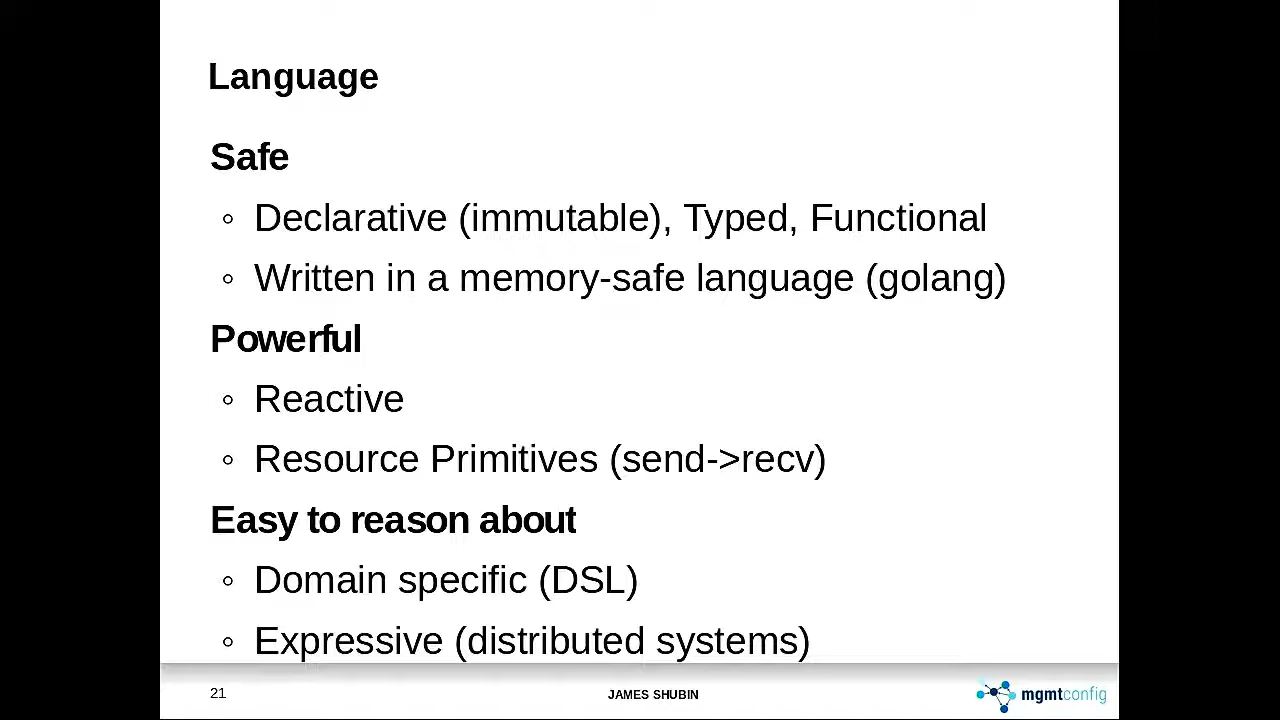 Language
Safe
◦ Declarative (immutable), Typed, Functional
◦ Written in a memory-safe language (golang)
Powerful
◦ Reactive
◦ Resource Primitives (send->recv)
Easy to reason about
◦ Domain specific (DSL)
◦ Expressive (distributed systems)
21
JAMES SHUBIN
mgmtconfig